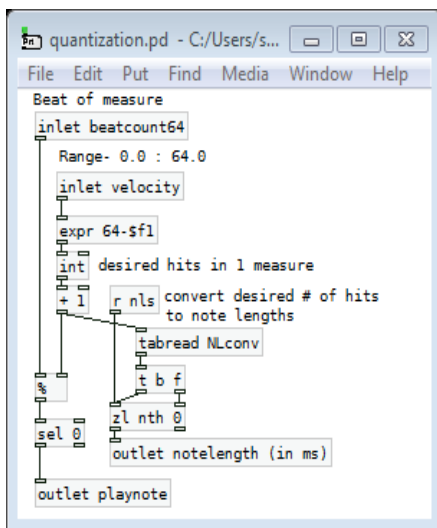 quantization.pd - C:/Users/s...
File Edit Put Find Media Window Help
Beat of measure
inlet beatcount64
Range- 0.0 : 64.0
inlet velocity
expr 64-$f1
int desired hits in 1 measure
+ 1 r nls convert desired # of hits
to note lengths
tabread NLconv
t b f
%
zl nth 0
sel 0
outlet notelength (in ms)
outlet playnote